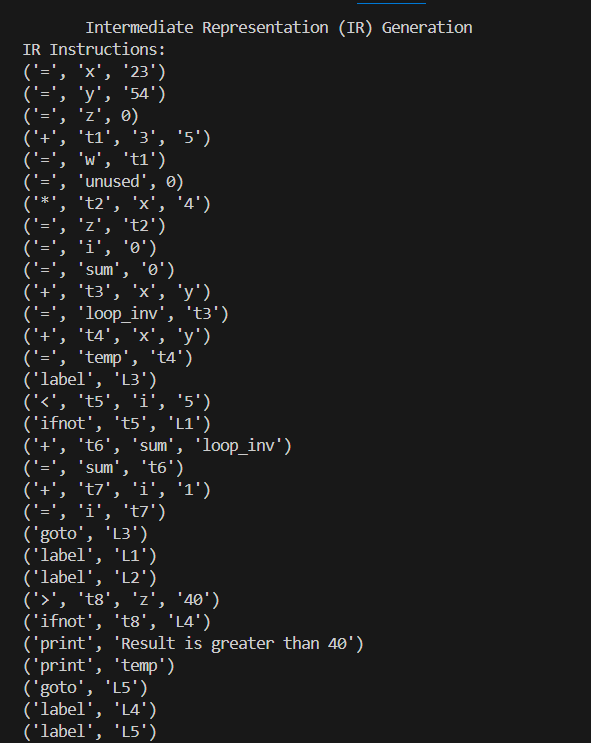 Intermediate Representation (IR) Generation
IR Instructions:
('=', 'x', '23')
('=', 'y', '54')
('=', 'z', 0)
('+', 't1', '3', '5')
('=', 'w', 't1')
('=', 'unused', 0)
('*', 't2', 'x', '4')
('=', 'z', 't2')
('=', 'i', '0')
('=', 'sum', '0')
('+', 't3', 'x', 'y')
('=', 'loop_inv', 't3')
('+', 't4', 'x', 'y')
('=', 'temp', 't4')
('label', 'L3')
('<', 't5', 'i', '5')
('ifnot', 't5', 'L1')
('+', 't6', 'sum', 'loop_inv')
('=', 'sum', 't6')
('+', 't7', 'i', '1')
('=', 'i', 't7')
('goto', 'L3')
('label', 'L1')
('label', 'L2')
('>', 't8', 'z', '40')
('ifnot', 't8', 'L4')
('print', 'Result is greater than 40')
('print', 'temp')
('goto', 'L5')
('label', 'L4')
('label', 'L5')